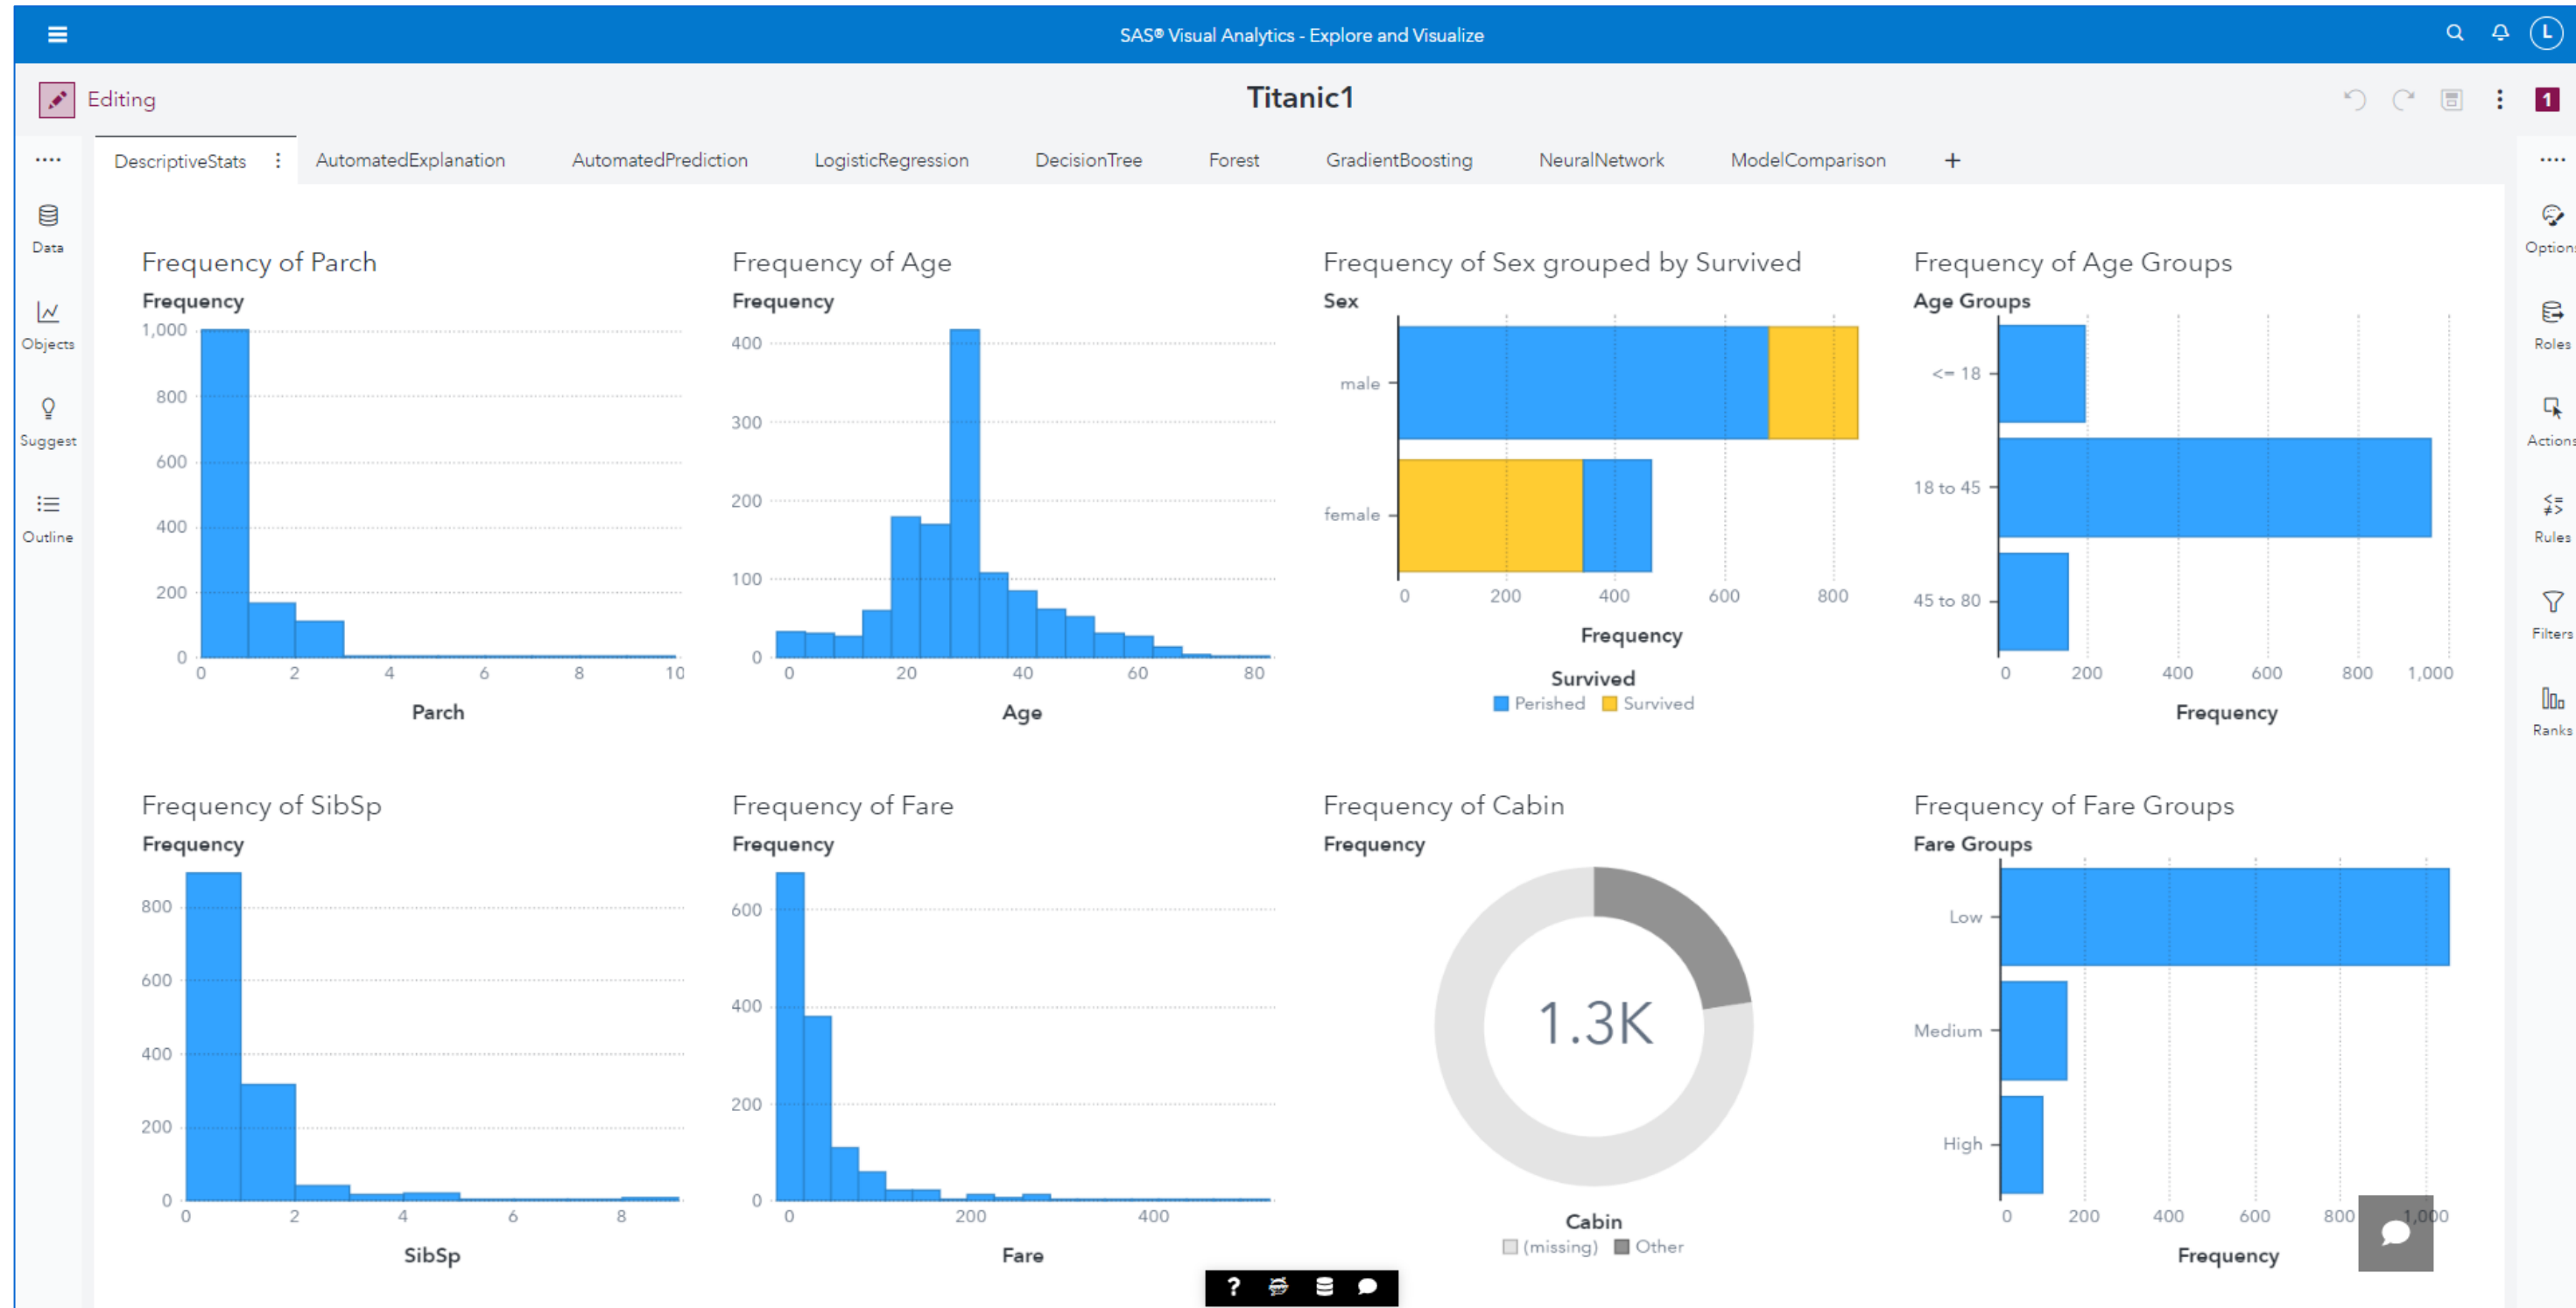 SAS® Visual Analytics - Explore and Visualize
L
Editing
Titanic1
1
DescriptiveStats AutomatedExplanation AutomatedPrediction LogisticRegression DecisionTree Forest GradientBoosting NeuralNetwork ModelComparison +
Data
Objects
Suggest
Outline
Frequency of Parch
Frequency
1,000
800
600
400
200
0
0 2 4 6 8 10
Parch
Frequency of Age
Frequency
400
300
200
100
0
0 20 40 60 80
Age
Frequency of Sex grouped by Survived
Sex
male
female
0 200 400 600 800
Frequency
Survived
Perished Survived
Frequency of Age Groups
Age Groups
<= 18
18 to 45
45 to 80
0 200 400 600 800 1,000
Frequency
Options
Roles
Actions
Rules
Filters
Ranks
Frequency of SibSp
Frequency
800
600
400
200
0
0 2 4 6 8
SibSp
Frequency of Fare
Frequency
600
400
200
0
0 200 400
Fare
Frequency of Cabin
Frequency
1.3K
Cabin
(missing) Other
Frequency of Fare Groups
Fare Groups
Low
Medium
High
0 200 400 600 800 1,000
Frequency
?